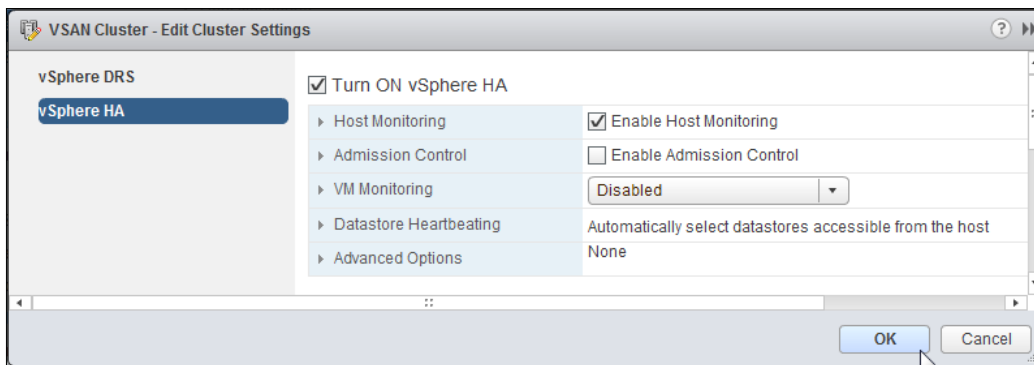 VSAN Cluster - Edit Cluster Settings ?
vSphere DRS
vSphere HA
Turn ON vSphere HA
Host Monitoring Enable Host Monitoring
Admission Control Enable Admission Control
VM Monitoring Disabled
Datastore Heartbeating Automatically select datastores accessible from the host
Advanced Options None
OK Cancel